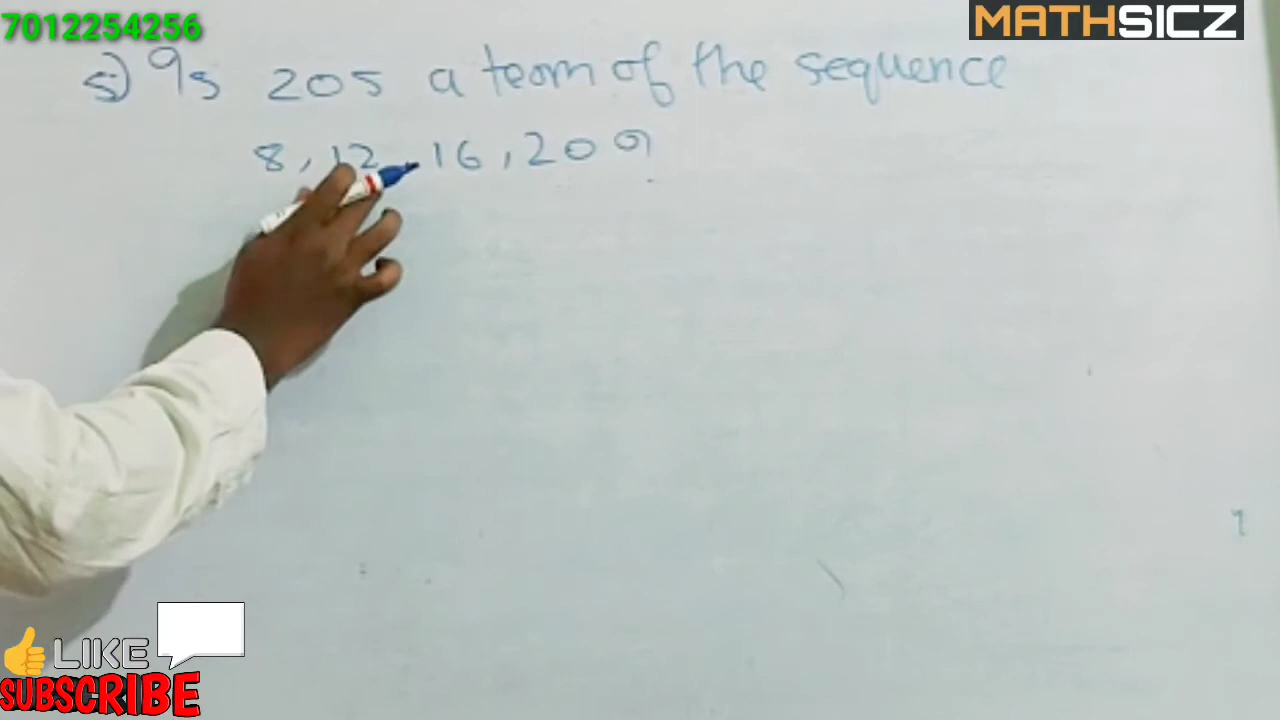 7012254256
MATHSICZ
5) Is 205 a term of the sequence
8, 12, 16, 20 ?
LIKE
SUBSCRIBE